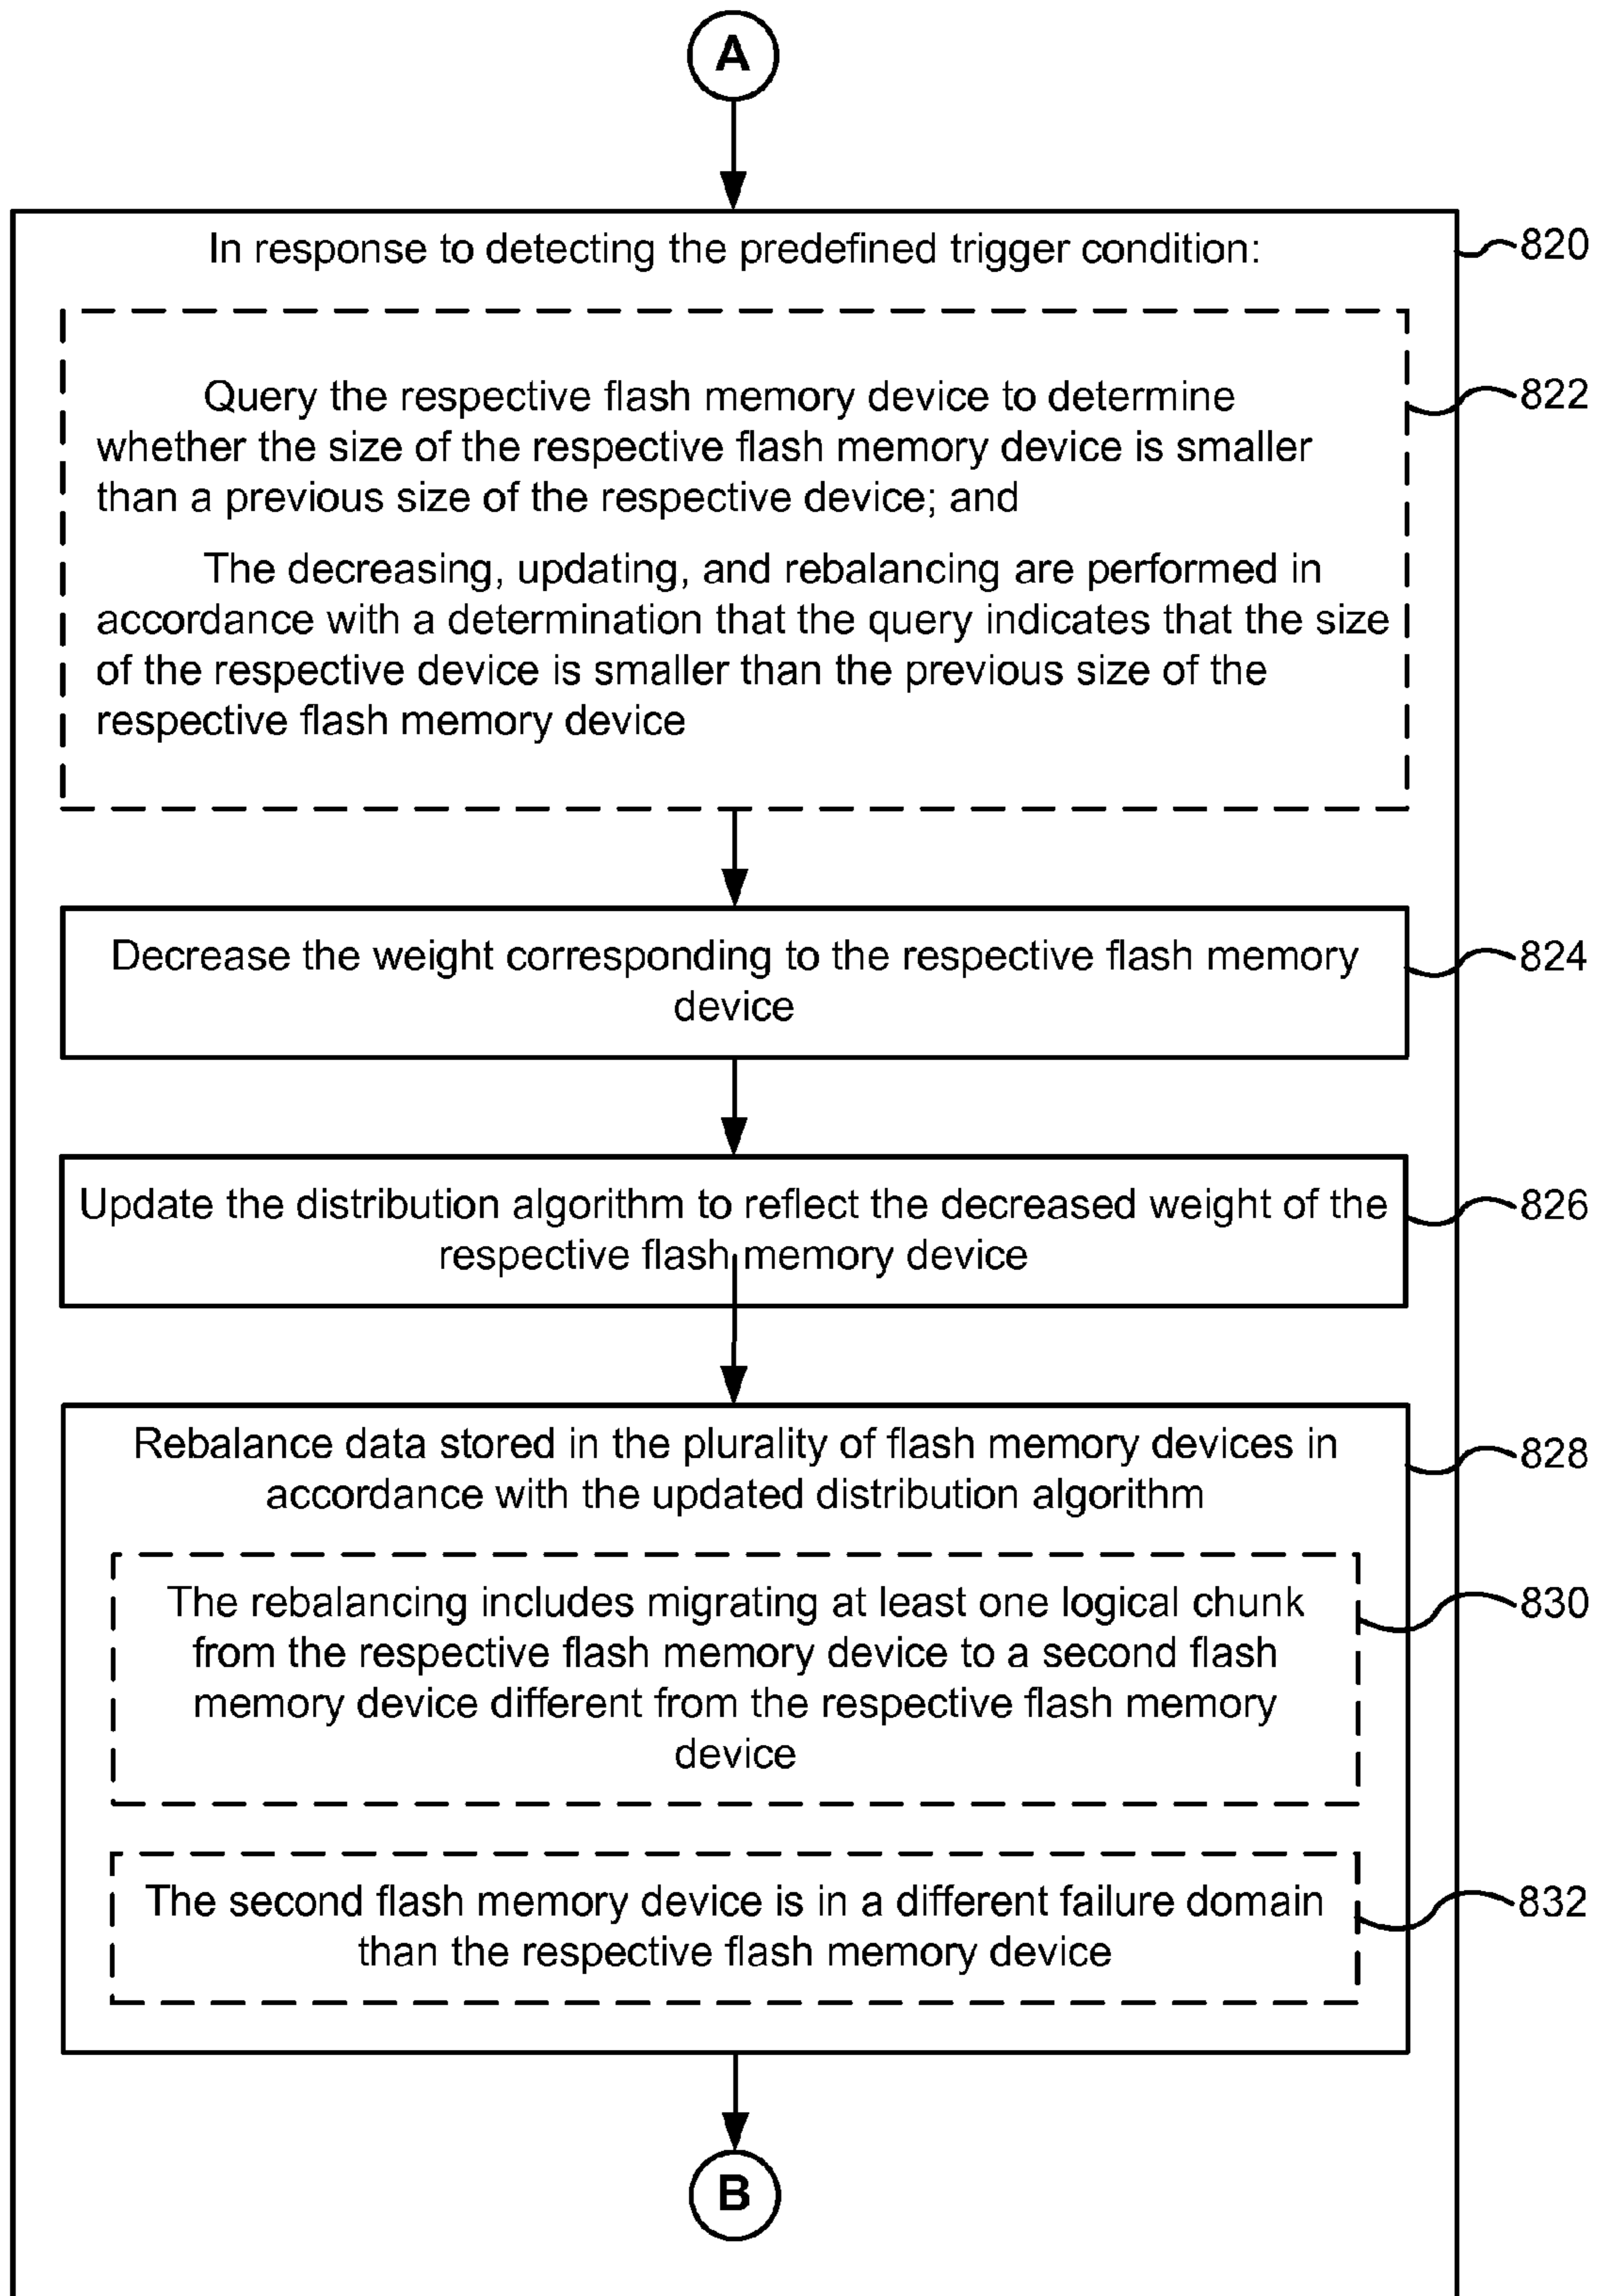 A
In response to detecting the predefined trigger condition:
820
Query the respective flash memory device to determine
whether the size of the respective flash memory device is smaller
than a previous size of the respective device; and
822
The decreasing, updating, and rebalancing are performed in
accordance with a determination that the query indicates that the size
of the respective device is smaller than the previous size of the
respective flash memory device
Decrease the weight corresponding to the respective flash memory
device
824
Update the distribution algorithm to reflect the decreased weight of the
respective flash memory device
826
Rebalance data stored in the plurality of flash memory devices in
accordance with the updated distribution algorithm
828
The rebalancing includes migrating at least one logical chunk
from the respective flash memory device to a second flash
memory device different from the respective flash memory
device
830
The second flash memory device is in a different failure domain
than the respective flash memory device
832
B